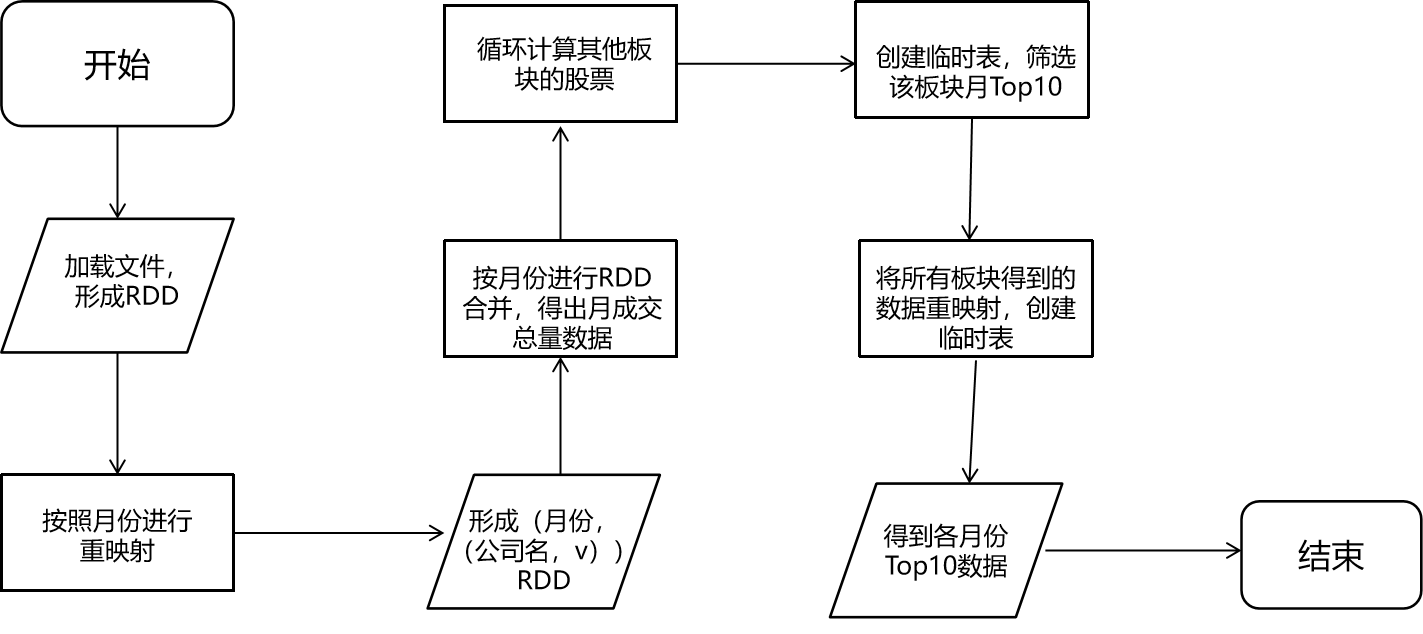 开始
加载文件，
形成RDD
按照月份进行
重映射
形成（月份，
（公司名，v））
RDD
按月份进行RDD
合并，得出月成交
总量数据
循环计算其他板
块的股票
创建临时表，筛选
该板块月Top10
将所有板块得到的
数据重映射，创建
临时表
得到各月份
Top10数据
结束